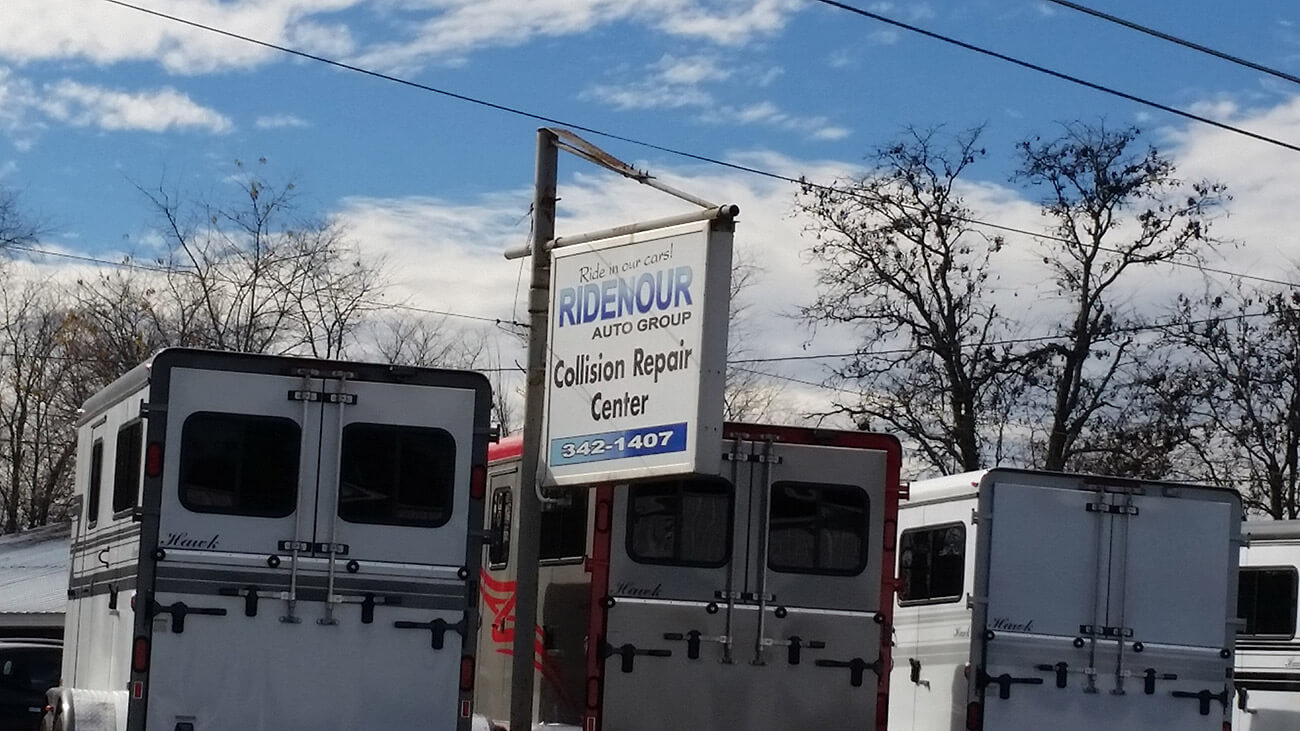 Ride in our cars!
RIDENOUR
AUTO GROUP
Collision Repair
Center
342-1407
Hawk
Hawk
Hawk